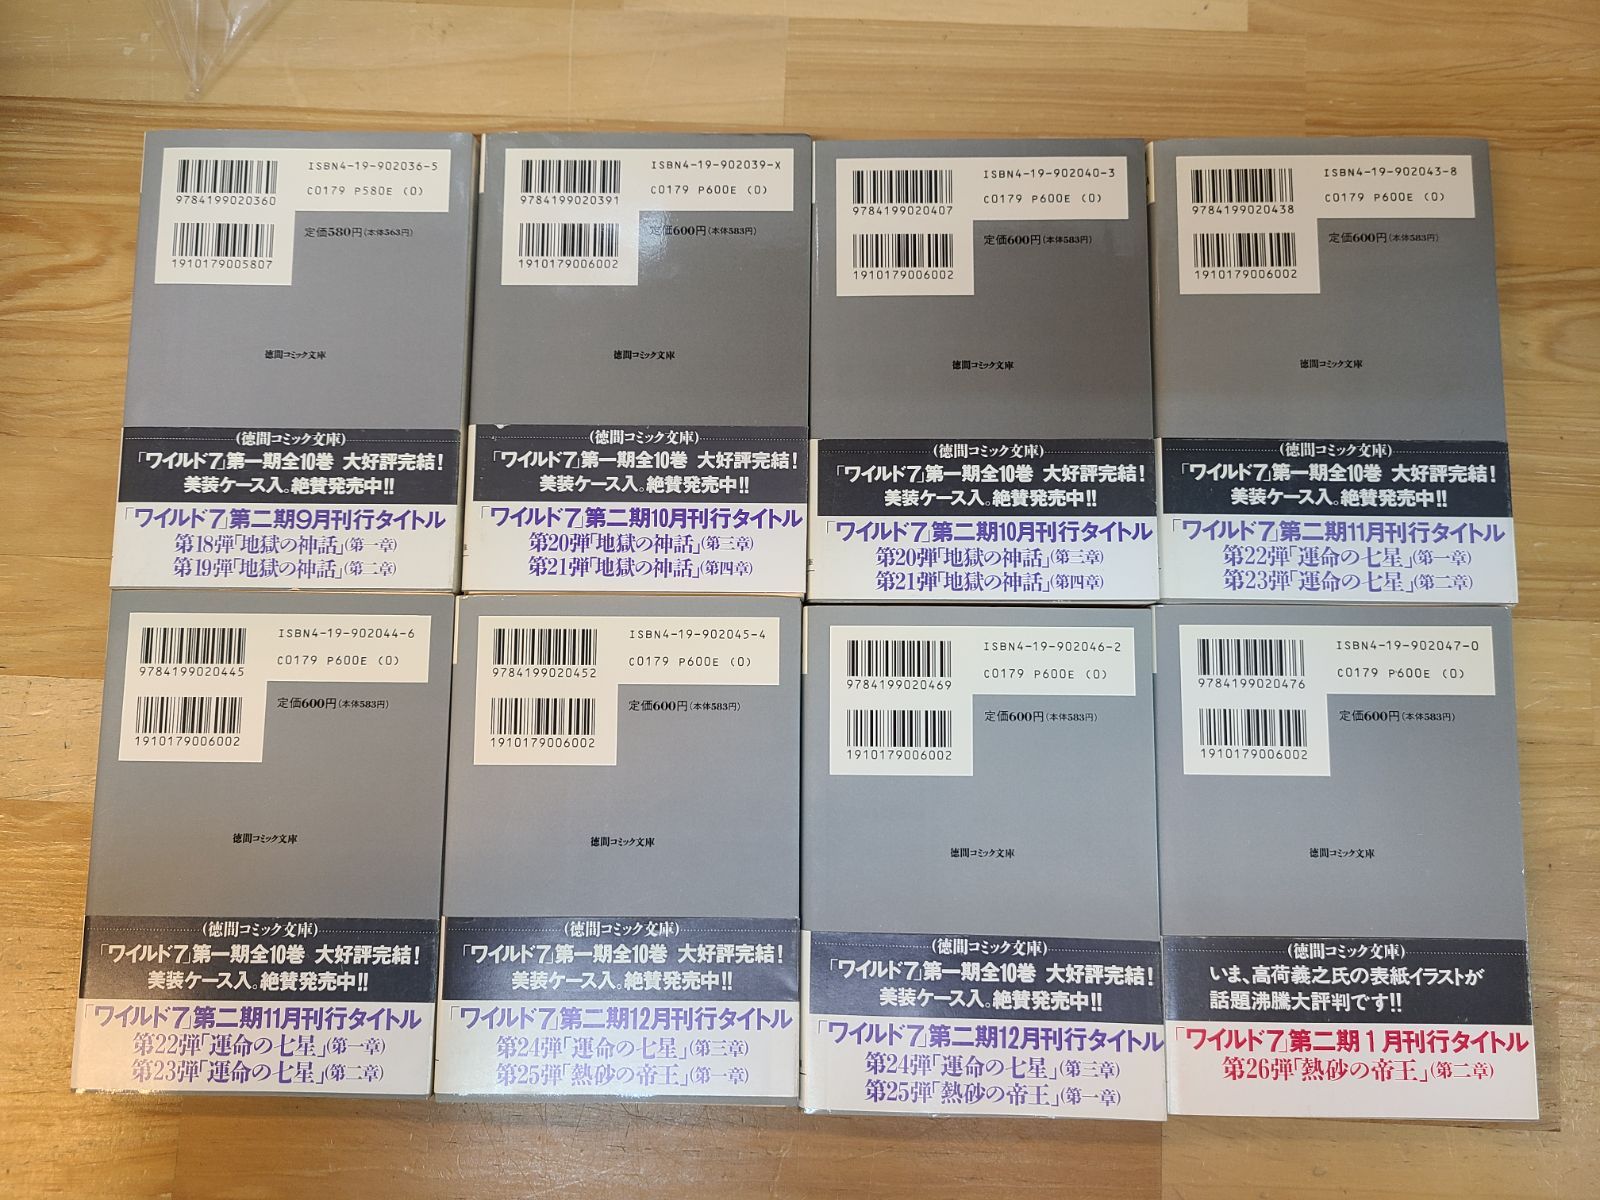 ISBN4-19-902036-5
9784199020360
C0179 P580E (0)
定価580円(本体563円)
1910179005807
徳間コミック文庫
(徳間コミック文庫)
「ワイルド7」第一期全10巻 大好評完結!
美装ケース入。絶賛発売中!!
「ワイルド7」第二期9月刊行タイトル
第18弾「地獄の神話」(第一章)
第19弾「地獄の神話」(第二章)
ISBN4-19-902039-X
9784199020391
C0179 P600E (0)
定価600円(本体583円)
1910179006002
徳間コミック文庫
(徳間コミック文庫)
「ワイルド7」第一期全10巻 大好評完結!
美装ケース入。絶賛発売中!!
「ワイルド7」第二期10月刊行タイトル
第20弾「地獄の神話」(第三章)
第21弾「地獄の神話」(第四章)
ISBN4-19-902040-3
9784199020407
C0179 P600E (0)
定価600円(本体583円)
1910179006002
徳間コミック文庫
(徳間コミック文庫)
「ワイルド7」第一期全10巻 大好評完結!
美装ケース入。絶賛発売中!!
「ワイルド7」第二期10月刊行タイトル
第20弾「地獄の神話」(第三章)
第21弾「地獄の神話」(第四章)
ISBN4-19-902043-8
9784199020438
C0179 P600E (0)
定価600円(本体583円)
1910179006002
徳間コミック文庫
(徳間コミック文庫)
「ワイルド7」第一期全10巻 大好評完結!
美装ケース入。絶賛発売中!!
「ワイルド7」第二期11月刊行タイトル
第22弾「運命の七星」(第一章)
第23弾「運命の七星」(第二章)
ISBN4-19-902044-6
9784199020445
C0179 P600E (0)
定価600円(本体583円)
1910179006002
徳間コミック文庫
(徳間コミック文庫)
「ワイルド7」第一期全10巻 大好評完結!
美装ケース入。絶賛発売中!!
「ワイルド7」第二期11月刊行タイトル
第22弾「運命の七星」(第一章)
第23弾「運命の七星」(第二章)
ISBN4-19-902045-4
9784199020452
C0179 P600E (0)
定価600円(本体583円)
1910179006002
徳間コミック文庫
(徳間コミック文庫)
「ワイルド7」第一期全10巻 大好評完結!
美装ケース入。絶賛発売中!!
「ワイルド7」第二期12月刊行タイトル
第24弾「運命の七星」(第三章)
第25弾「熱砂の帝王」(第一章)
ISBN4-19-902046-2
9784199020469
C0179 P600E (0)
定価600円(本体583円)
1910179006002
徳間コミック文庫
(徳間コミック文庫)
「ワイルド7」第一期全10巻 大好評完結!
美装ケース入。絶賛発売中!!
「ワイルド7」第二期12月刊行タイトル
第24弾「運命の七星」(第三章)
第25弾「熱砂の帝王」(第一章)
ISBN4-19-902047-0
9784199020476
C0179 P600E (0)
定価600円(本体583円)
1910179006002
徳間コミック文庫
(徳間コミック文庫)
いま、高荷義之氏の表紙イラストが
話題沸騰大評判です!!
「ワイルド7」第二期1月刊行タイトル
第26弾「熱砂の帝王」(第二章)